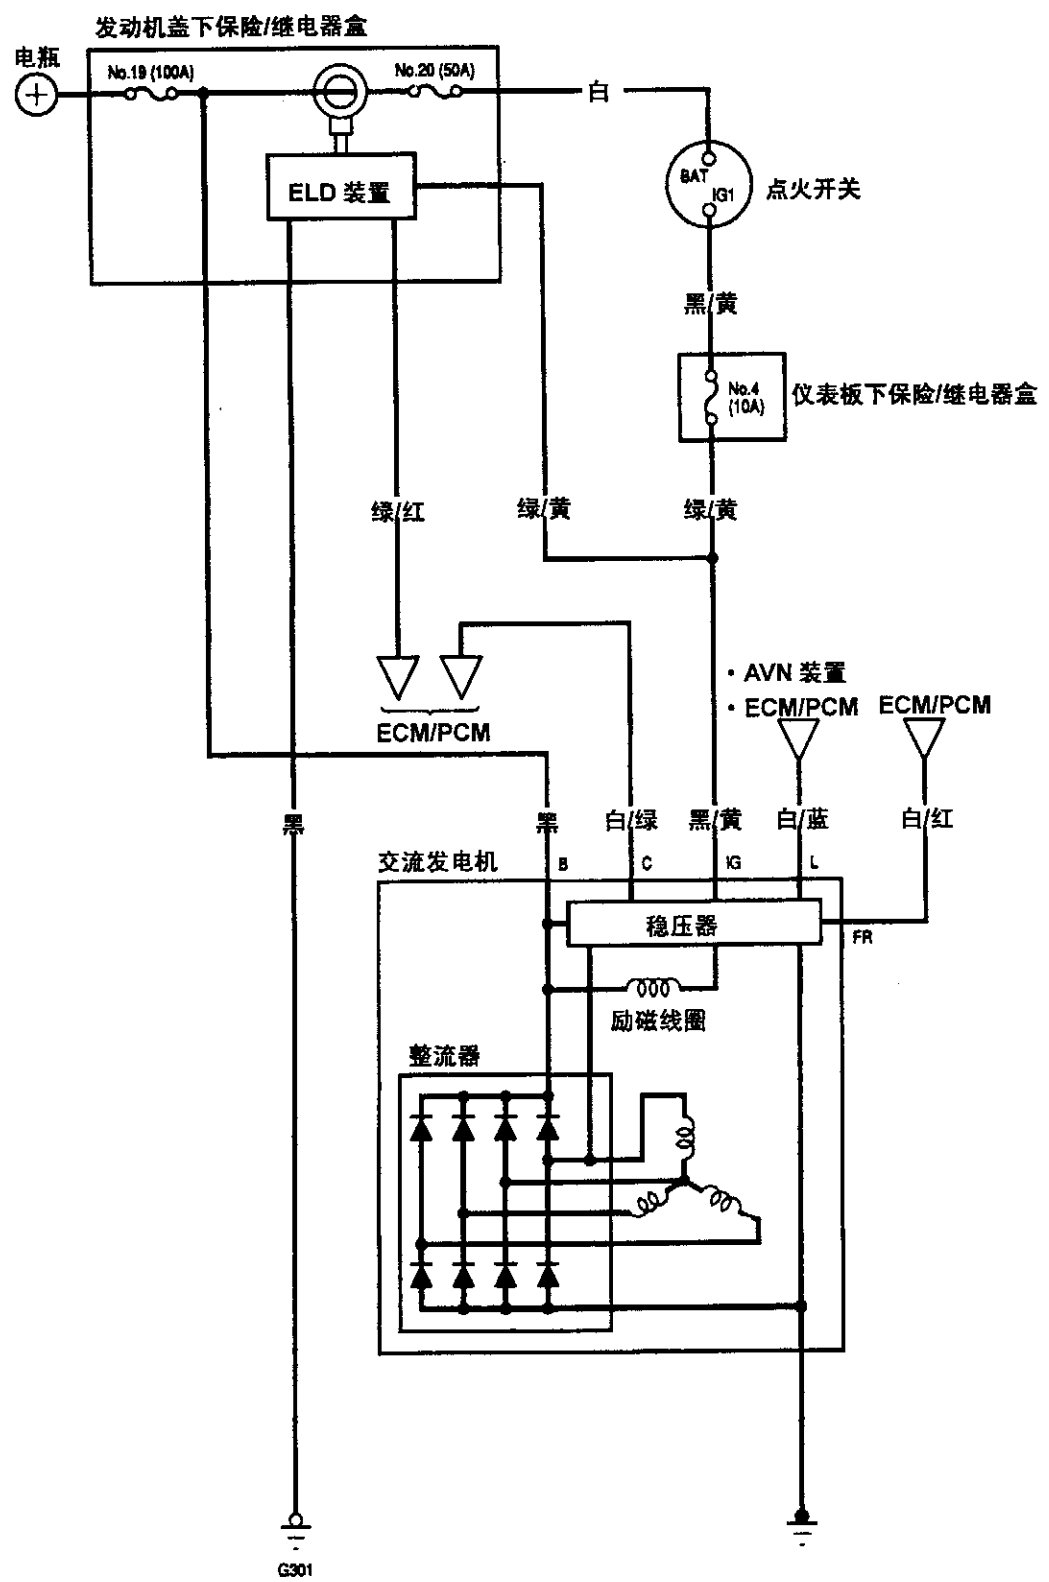 发动机盖下保险/继电器盒
电瓶
No.19 (100A)
No.20 (50A)
白
BAT
IG1
点火开关
ELD 装置
黑/黄
No.4
(10A)
仪表板下保险/继电器盒
绿/红
绿/黄
绿/黄
· AVN 装置
· ECM/PCM
ECM/PCM
ECM/PCM
黑
黑
白/绿
黑/黄
白/蓝
白/红
交流发电机
B
C
IG
L
稳压器
FR
励磁线圈
整流器
G301